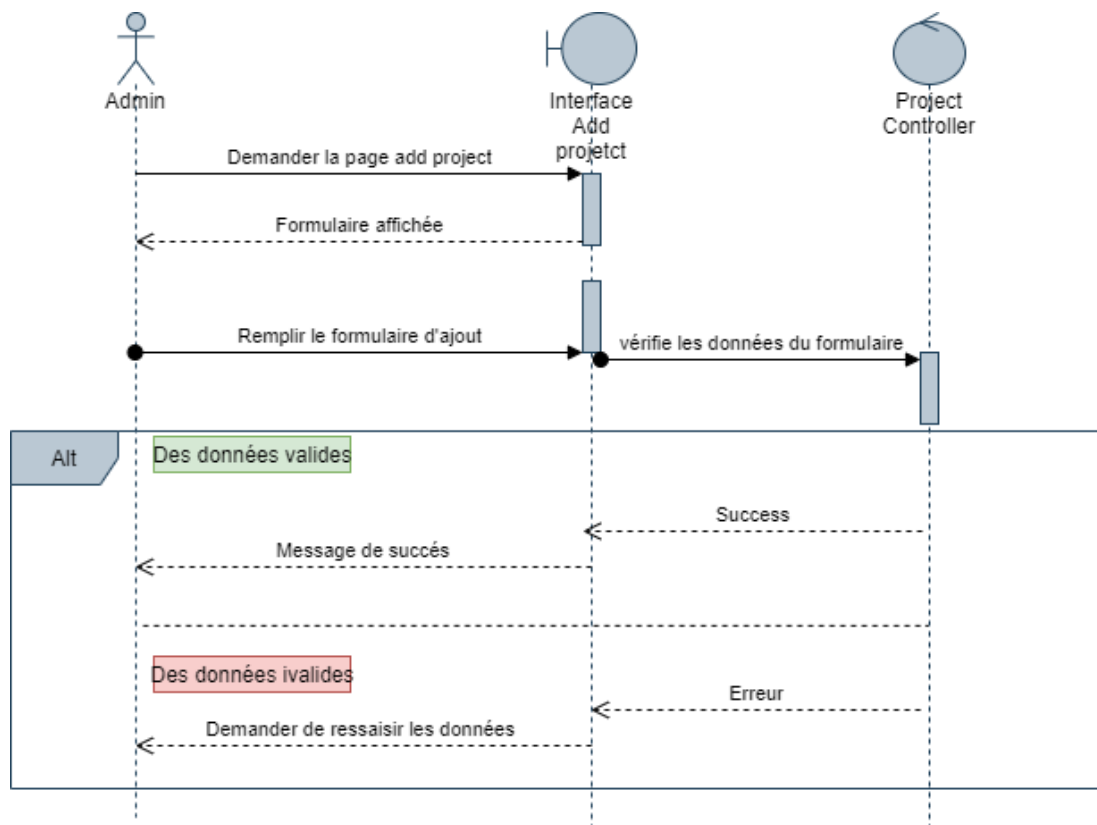 Admin
Interface
Add
projetct
Project
Controller
Demander la page add project
Formulaire affichée
Remplir le formulaire d'ajout
vérifie les données du formulaire
Alt
Des données valides
Success
Message de succés
Des données ivalides
Erreur
Demander de ressaisir les données